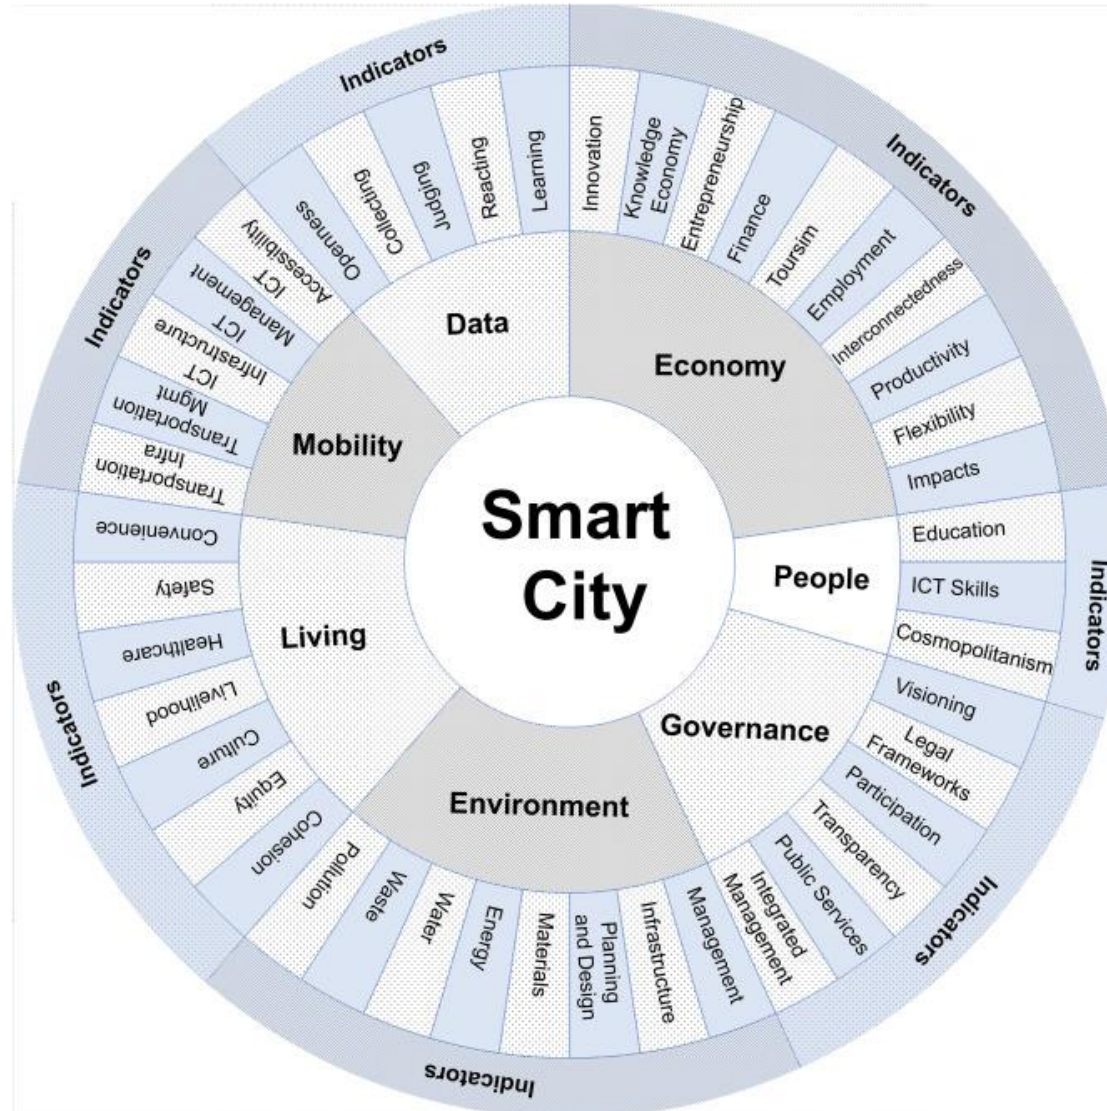 Smart
City
Economy
People
Governance
Environment
Living
Mobility
Data
Indicators
Innovation
Knowledge
Economy
Entrepreneurship
Finance
Toursim
Employment
Interconnectedness
Productivity
Flexibility
Impacts
Indicators
Education
ICT Skills
Cosmopolitanism
Indicators
Visioning
Legal
Frameworks
Participation
Transparency
Public Services
Integrated
Management
Indicators
Management
Infrastructure
Planning
and Design
Materials
Energy
Water
Waste
Pollution
Indicators
Cohesion
Equity
Culture
Livelihood
Healthcare
Safety
Convenience
Indicators
Transportation
Infra
Transportation
Mgmt
ICT
Infrastructure
ICT
Management
ICT
Accessibility
Indicators
Openness
Collecting
Judging
Reacting
Learning